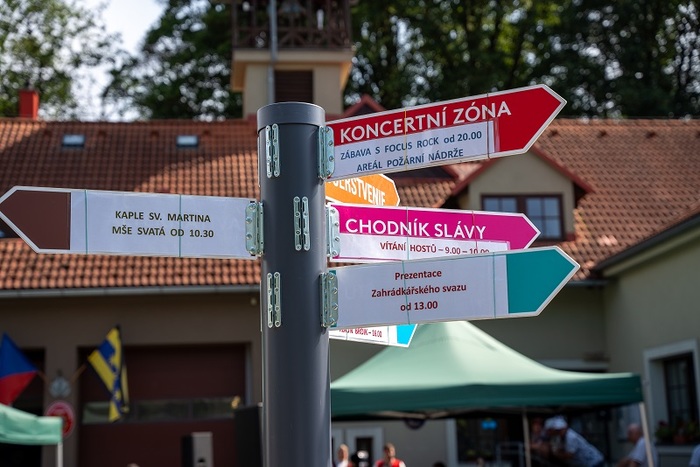 KONCERTNÍ ZÓNA
ZÁBAVA S FOCUS ROCK od 20.00
AREÁL POŽÁRNÍ NÁDRŽE
KAPLE SV. MARTINA
MŠE SVATÁ OD 10.30
CHODNÍK SLÁVY
VÍTÁNÍ HOSTŮ – 9.00 – 10.00
Prezentace
Zahrádkářského svazu
od 13.00